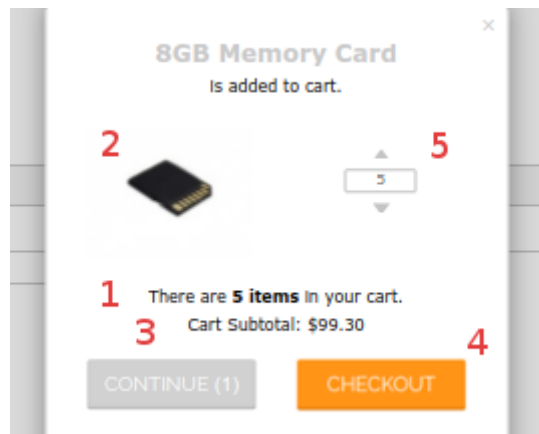 ×
8GB Memory Card
Is added to cart.
2
5
5
1
There are 5 items in your cart.
3
Cart Subtotal: $99.30
4
CONTINUE (1)
CHECKOUT